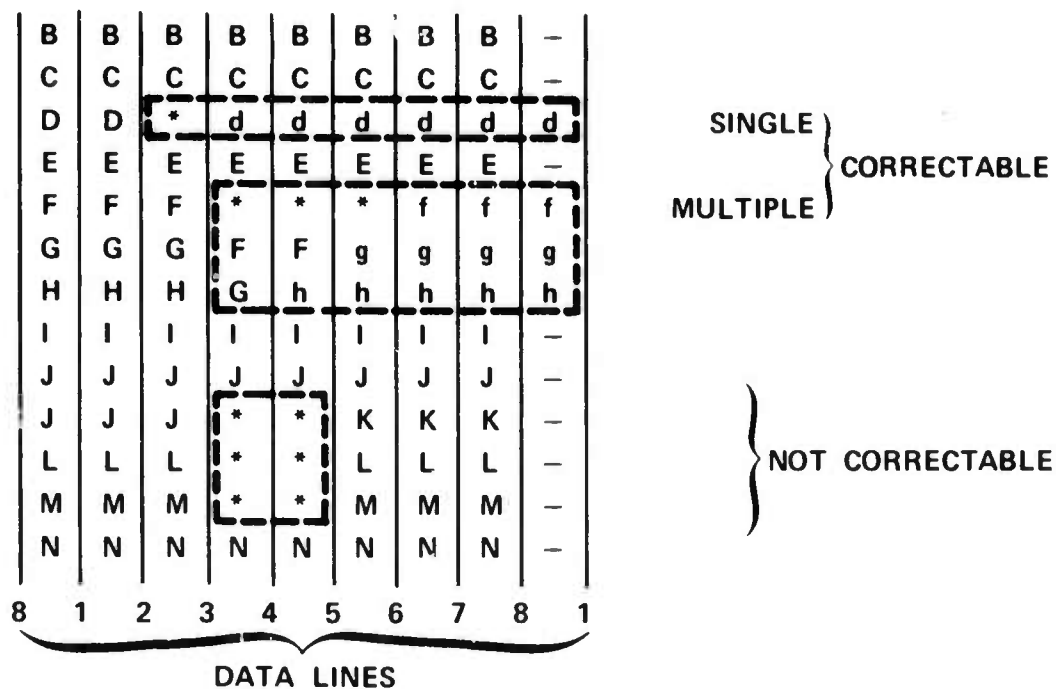 B B B B B B B B –
C C C C C C C C –
D D * d d d d d d SINGLE
E E E E E E E E – CORRECTABLE
F F F * * * f f f MULTIPLE
G G G F F g g g g
H H H G h h h h h
I I I I I I I I –
J J J J J J J J –
J J J * * K K K –
L L L * * L L L – NOT CORRECTABLE
M M M * * M M M –
N N N N N N N N –
8 1 2 3 4 5 6 7 8 1
DATA LINES